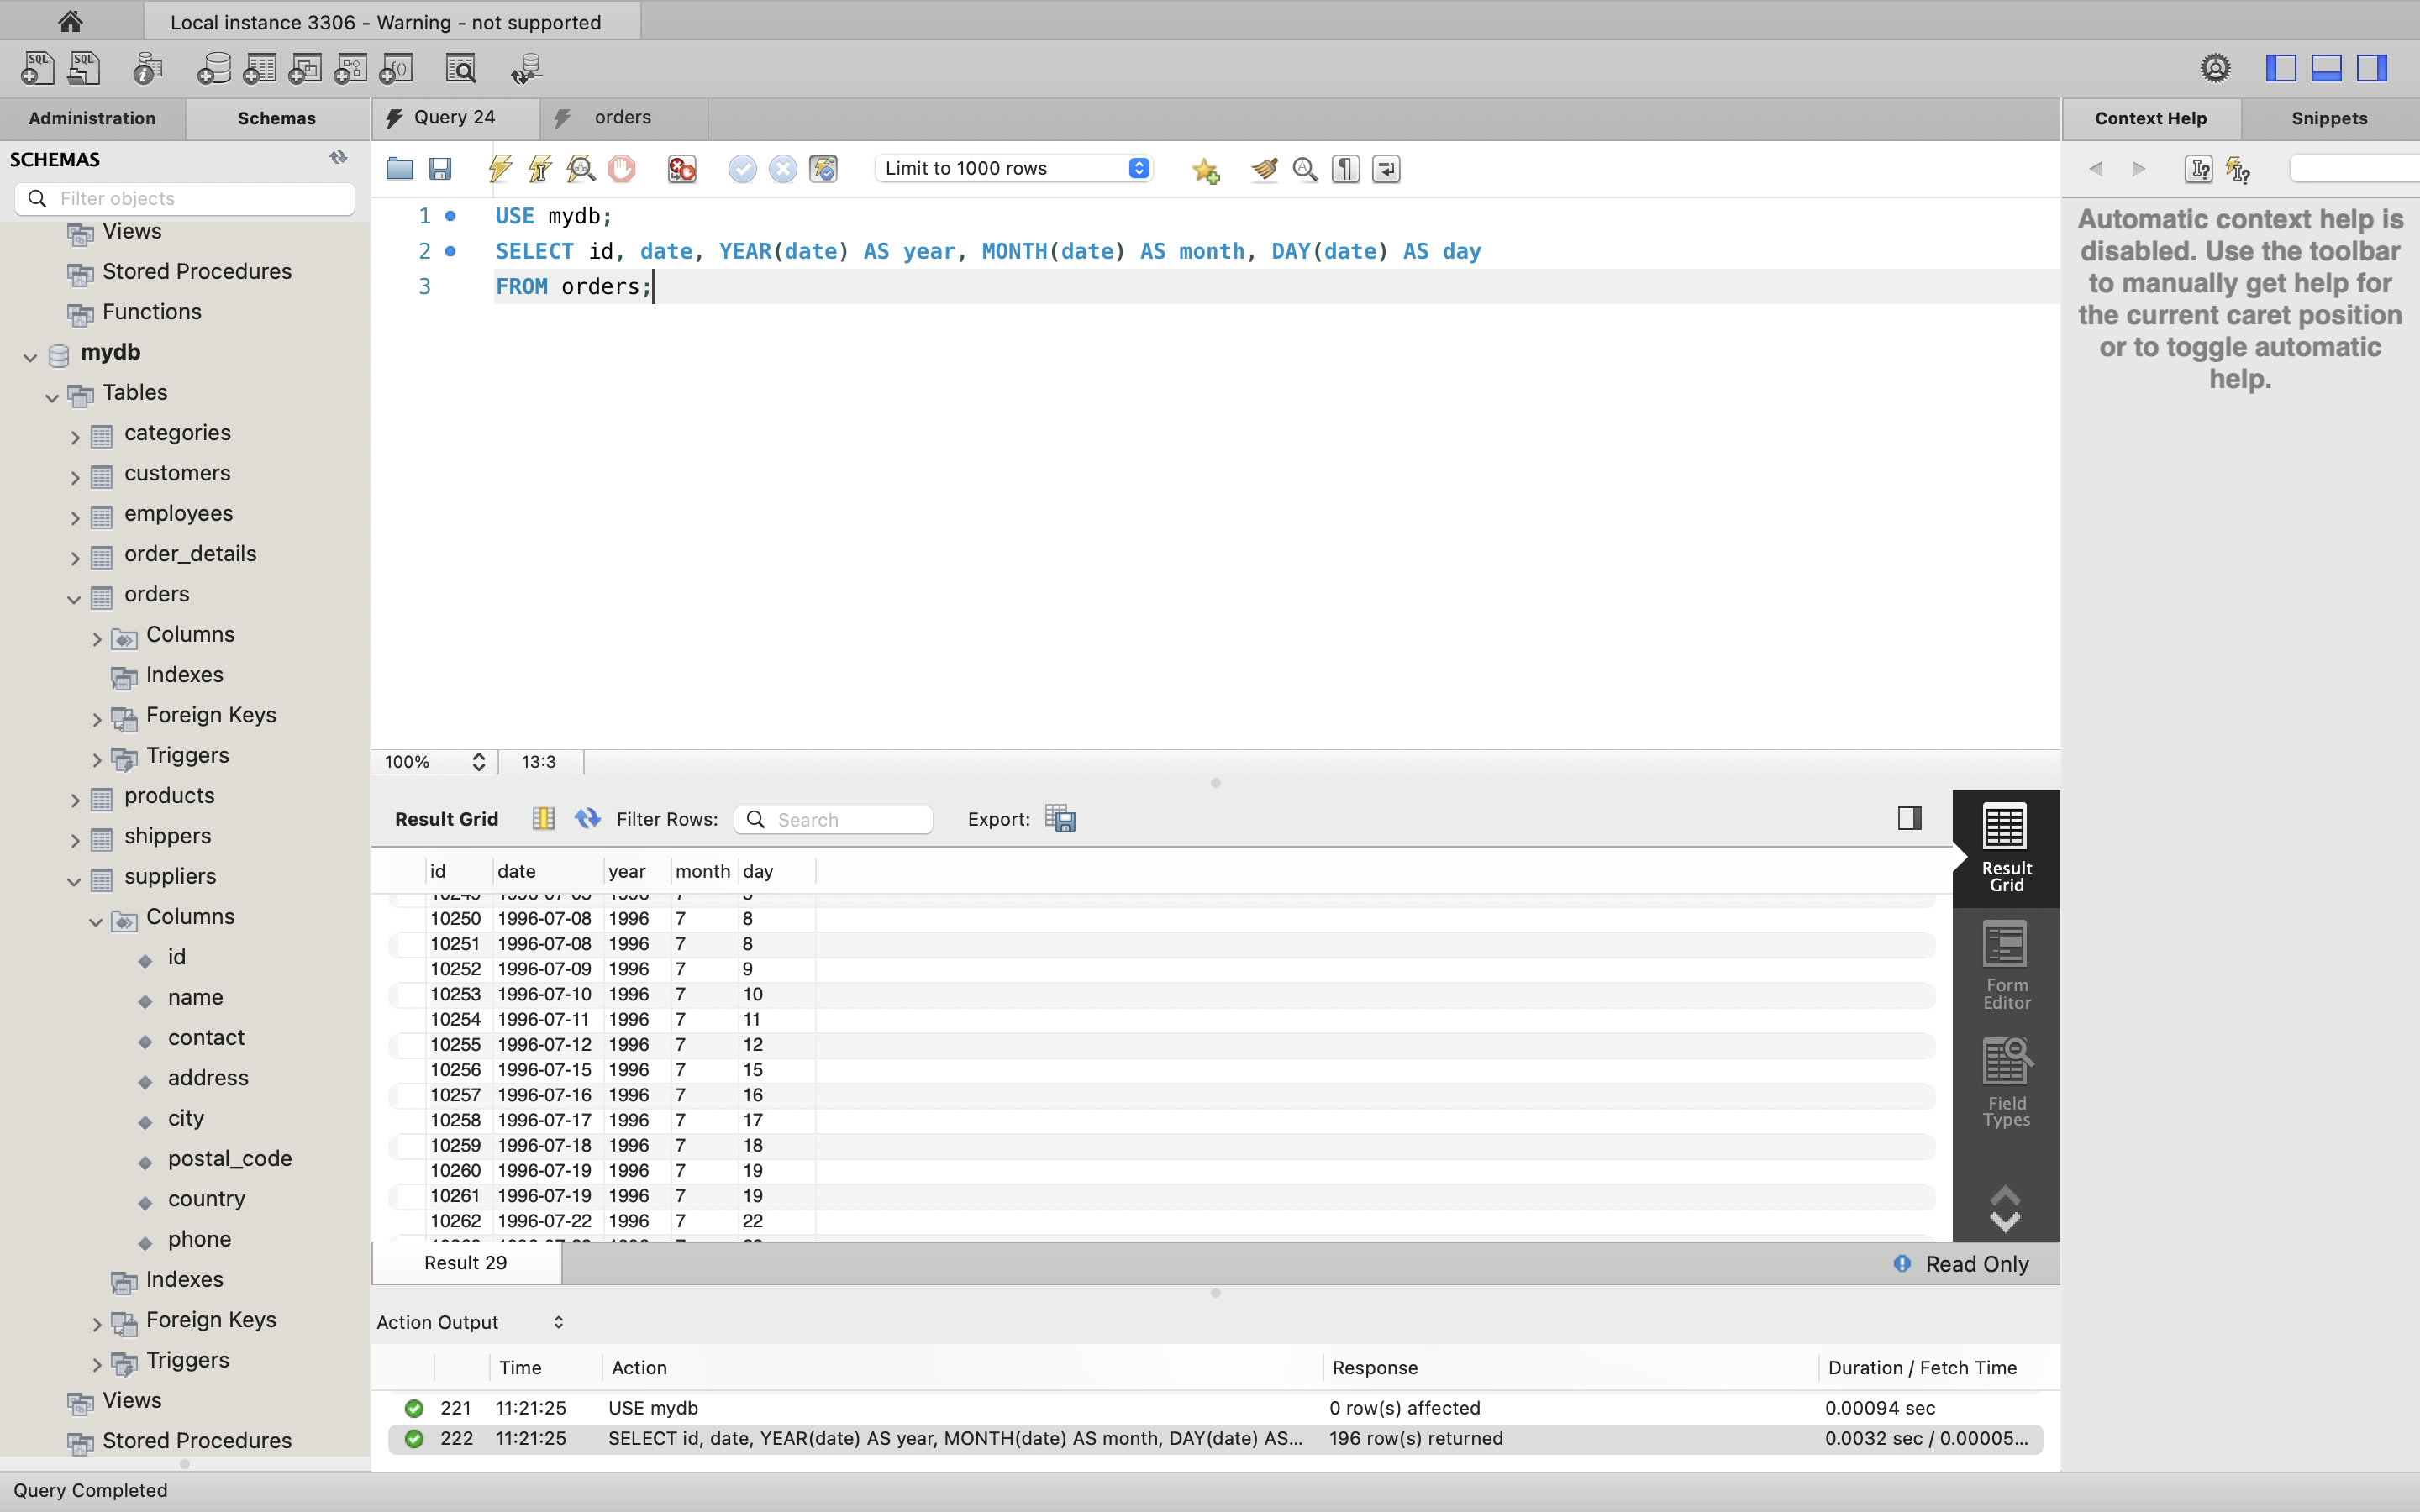 Local instance 3306 - Warning - not supported
Administration
Schemas
Query 24
orders
Context Help
Snippets
SCHEMAS
Filter objects
Limit to 1000 rows
Views
Stored Procedures
Functions
mydb
Tables
categories
customers
employees
order_details
orders
Columns
Indexes
Foreign Keys
Triggers
products
shippers
suppliers
Columns
id
name
contact
address
city
postal_code
country
phone
Indexes
Foreign Keys
Triggers
Views
Stored Procedures
1 USE mydb;
2 SELECT id, date, YEAR(date) AS year, MONTH(date) AS month, DAY(date) AS day
3 FROM orders;
Automatic context help is
disabled. Use the toolbar
to manually get help for
the current caret position
or to toggle automatic
help.
100% 13:3
Result Grid Filter Rows: Search Export:
id date year month day
10250 1996-07-08 1996 7 8
10251 1996-07-08 1996 7 8
10252 1996-07-09 1996 7 9
10253 1996-07-10 1996 7 10
10254 1996-07-11 1996 7 11
10255 1996-07-12 1996 7 12
10256 1996-07-15 1996 7 15
10257 1996-07-16 1996 7 16
10258 1996-07-17 1996 7 17
10259 1996-07-18 1996 7 18
10260 1996-07-19 1996 7 19
10261 1996-07-19 1996 7 19
10262 1996-07-22 1996 7 22
Result
Grid
Form
Editor
Field
Types
Result 29
Read Only
Action Output
Time Action Response Duration / Fetch Time
221 11:21:25 USE mydb 0 row(s) affected 0.00094 sec
222 11:21:25 SELECT id, date, YEAR(date) AS year, MONTH(date) AS month, DAY(date) AS... 196 row(s) returned 0.0032 sec / 0.00005...
Query Completed